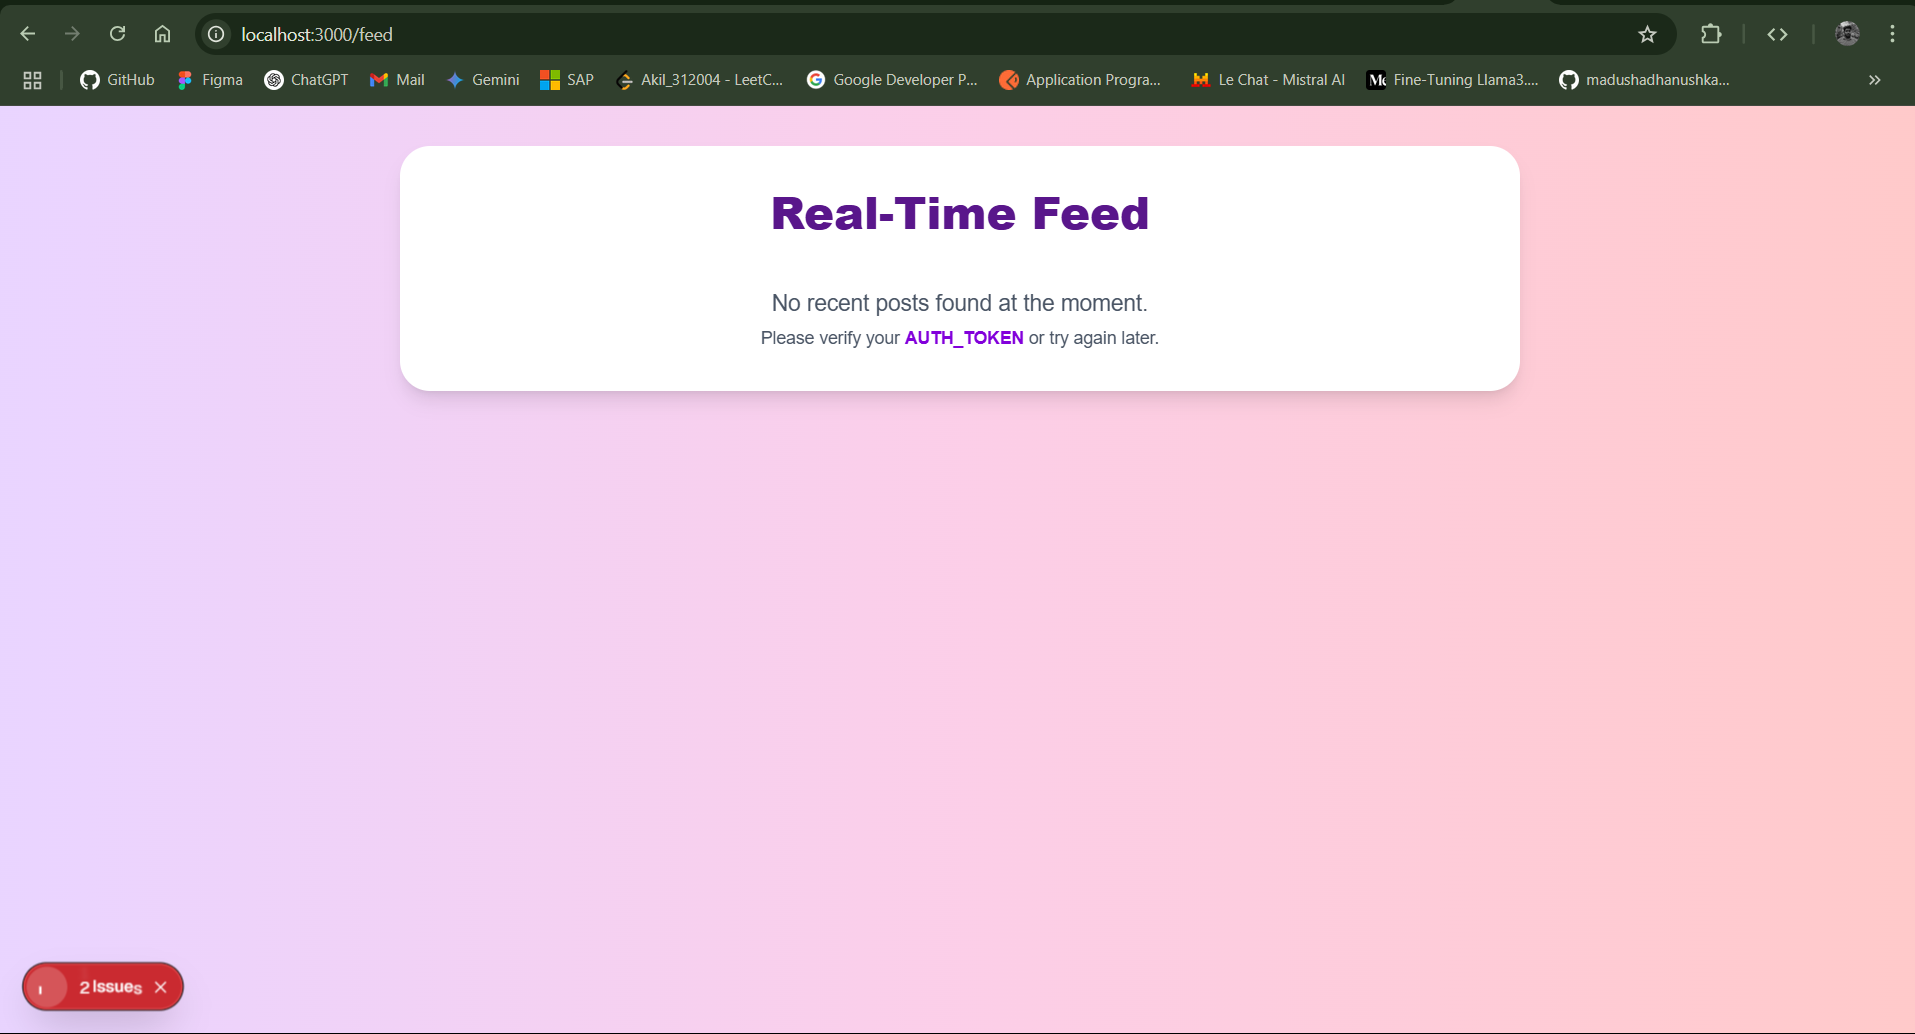 localhost:3000/feed
GitHub
Figma
ChatGPT
Mail
Gemini
SAP
Akil_312004 - LeetC...
Google Developer P...
Application Progra...
Le Chat - Mistral AI
Fine-Tuning Llama3....
madushadhanushka...
Real-Time Feed
No recent posts found at the moment.
Please verify your AUTH_TOKEN or try again later.
2 Issues